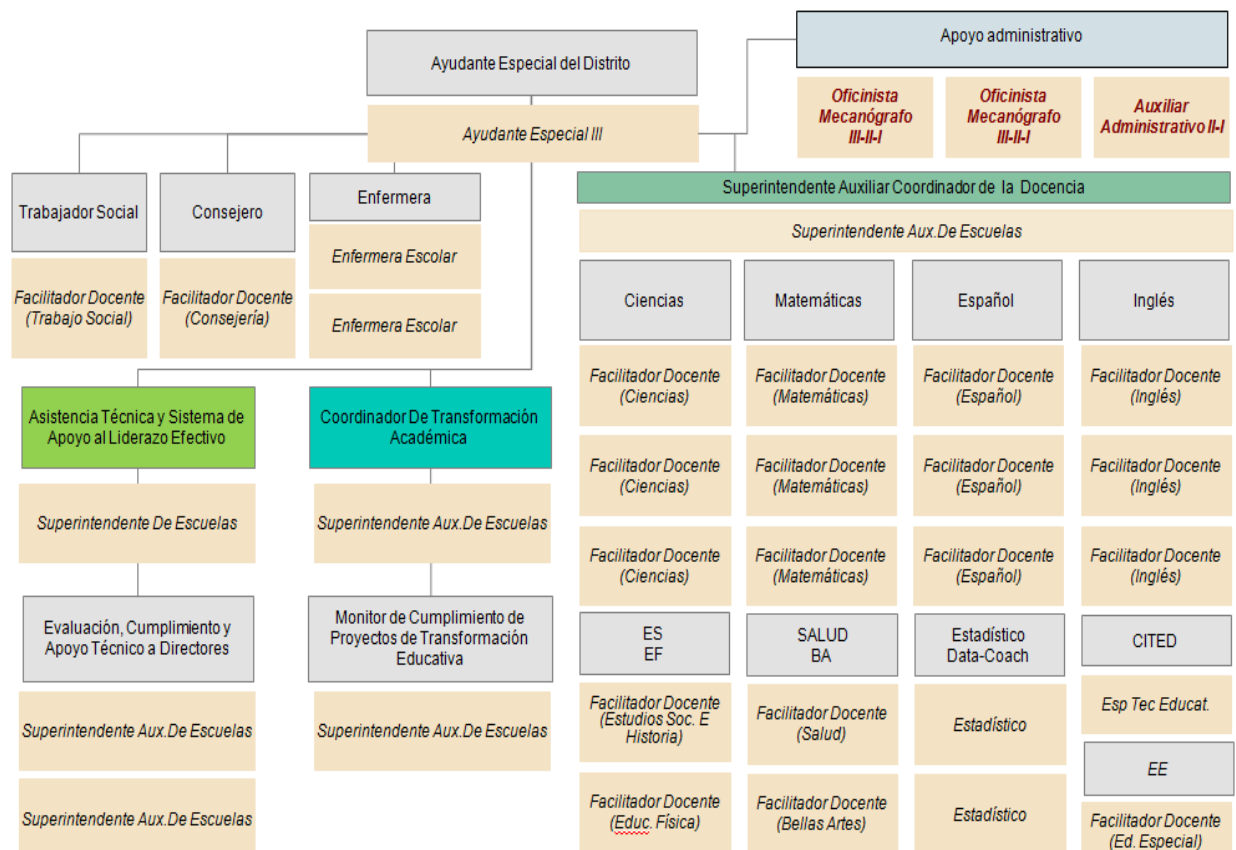 Ayudante Especial del Distrito
Ayudante Especial III
Apoyo administrativo
Oficinista
Mecanógrafo
III-II-I
Oficinista
Mecanógrafo
III-II-I
Auxiliar
Administrativo II-I
Trabajador Social
Facilitador Docente
(Trabajo Social)
Consejero
Facilitador Docente
(Consejería)
Enfermera
Enfermera Escolar
Enfermera Escolar
Asistencia Técnica y Sistema de
Apoyo al Liderazo Efectivo
Superintendente De Escuelas
Evaluación, Cumplimiento y
Apoyo Técnico a Directores
Superintendente Aux.De Escuelas
Superintendente Aux.De Escuelas
Coordinador De Transformación
Académica
Superintendente Aux.De Escuelas
Monitor de Cumplimiento de
Proyectos de Transformación
Educativa
Superintendente Aux.De Escuelas
Superintendente Auxiliar Coordinador de la Docencia
Superintendente Aux.De Escuelas
Ciencias
Facilitador Docente
(Ciencias)
Facilitador Docente
(Ciencias)
Facilitador Docente
(Ciencias)
ES
EF
Facilitador Docente
(Estudios Soc. E
Historia)
Facilitador Docente
(Educ. Física)
Matemáticas
Facilitador Docente
(Matemáticas)
Facilitador Docente
(Matemáticas)
Facilitador Docente
(Matemáticas)
SALUD
BA
Facilitador Docente
(Salud)
Facilitador Docente
(Bellas Artes)
Español
Facilitador Docente
(Español)
Facilitador Docente
(Español)
Facilitador Docente
(Español)
Estadístico
Data-Coach
Estadístico
Estadístico
Inglés
Facilitador Docente
(Inglés)
Facilitador Docente
(Inglés)
Facilitador Docente
(Inglés)
CITED
Esp Tec Educat.
EE
Facilitador Docente
(Ed. Especial)